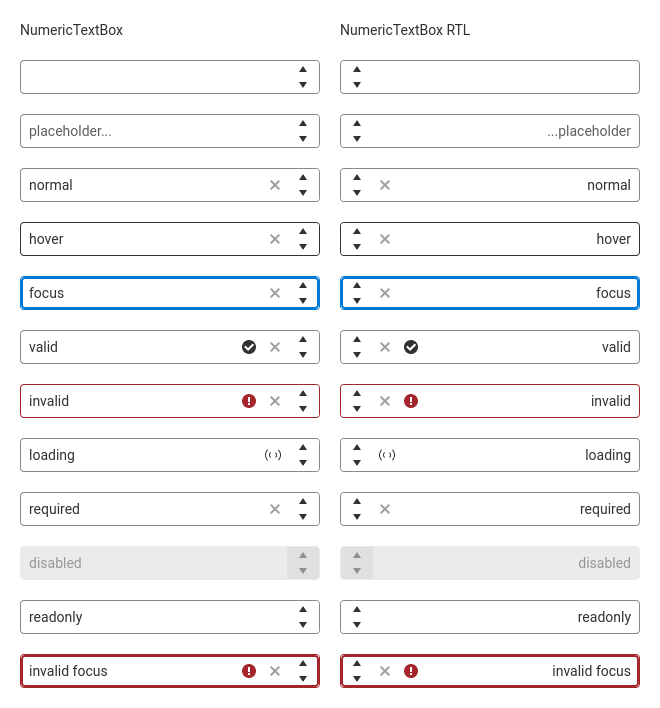 NumericTextBox NumericTextBox RTL
placeholder... ...placeholder
normal normal
hover hover
focus focus
valid valid
invalid invalid
loading loading
required required
disabled disabled
readonly readonly
invalid focus invalid focus